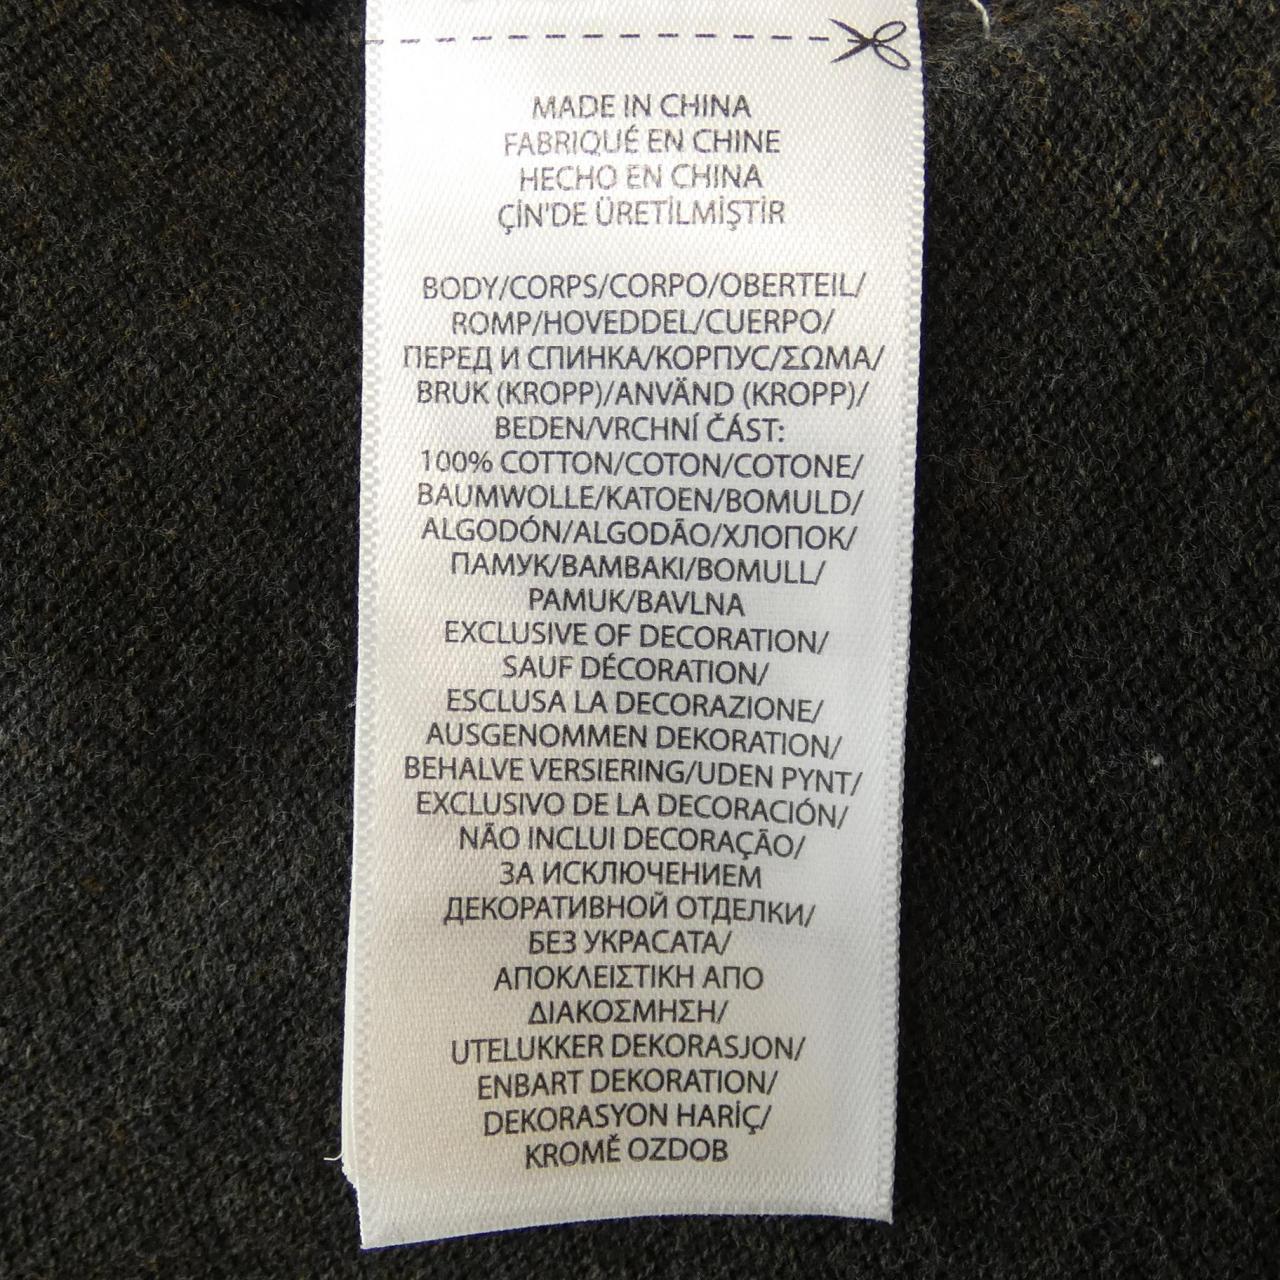 MADE IN CHINA
FABRIQUÉ EN CHINE
HECHO EN CHINA
ÇİN'DE ÜRETİLMİŞTİR
BODY/CORPS/CORPO/OBERTEIL/
ROMP/HOVEDDEL/CUERPO/
ПЕРЕД И СПИНКА/КОРПУС/ΣΩΜΑ/
BRUK (KROPP)/ANVÄND (KROPP)/
BEDEN/VRCHNÍ ČÁST:
100% COTTON/COTON/COTONE/
BAUMWOLLE/KATOEN/BOMULD/
ALGODÓN/ALGODÃO/ХЛОПОК/
ПАМУК/BAMBAKI/BOMULL/
PAMUK/BAVLNA
EXCLUSIVE OF DECORATION/
SAUF DÉCORATION/
ESCLUSA LA DECORAZIONE/
AUSGENOMMEN DEKORATION/
BEHALVE VERSIERING/UDEN PYNT/
EXCLUSIVO DE LA DECORACIÓN/
NÃO INCLUI DECORAÇÃO/
ЗА ИСКЛЮЧЕНИЕМ
ДЕКОРАТИВНОЙ ОТДЕЛКИ/
БЕЗ УКРАСАТА/
ΑΠΟΚΛΕΙΣΤΙΚΗ ΑΠΟ
ΔΙΑΚΟΣΜΗΣΗ/
UTELUKKER DEKORASJON/
ENBART DEKORATION/
DEKORASYON HARİÇ/
KROMĚ OZDOB